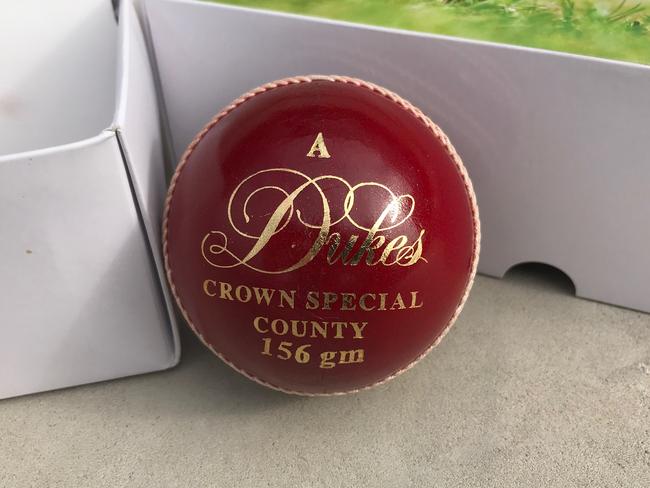 A
Dukes
CROWN SPECIAL
COUNTY
156 gm